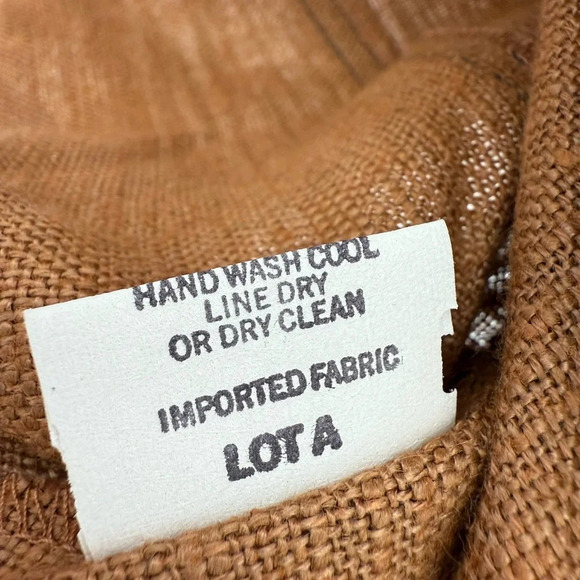 HAND WASH COOL
LINE DRY
OR DRY CLEAN
IMPORTED FABRIC
LOT A